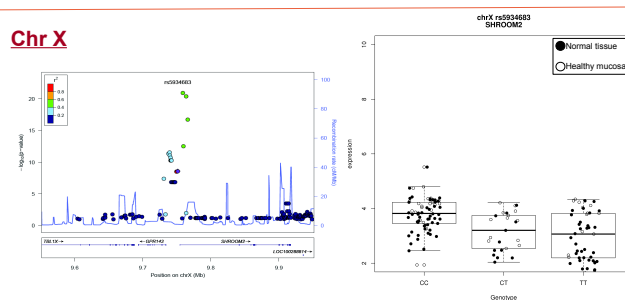 Chr X
rs5934683
r²
0.8
0.6
0.4
0.2
− log₁₀(p−value)
20
15
10
5
0
100
80
60
40
20
0
Recombination rate (cM/Mb)
TBL1X→
←GPR143
SHROOM2→
LOC100288814→
9.6
9.7
9.8
9.9
Position on chrX (Mb)
chrX rs5934683
SHROOM2
Normal tissue
Healthy mucosa
expression
10
8
6
4
2
CC
CT
TT
Genotype